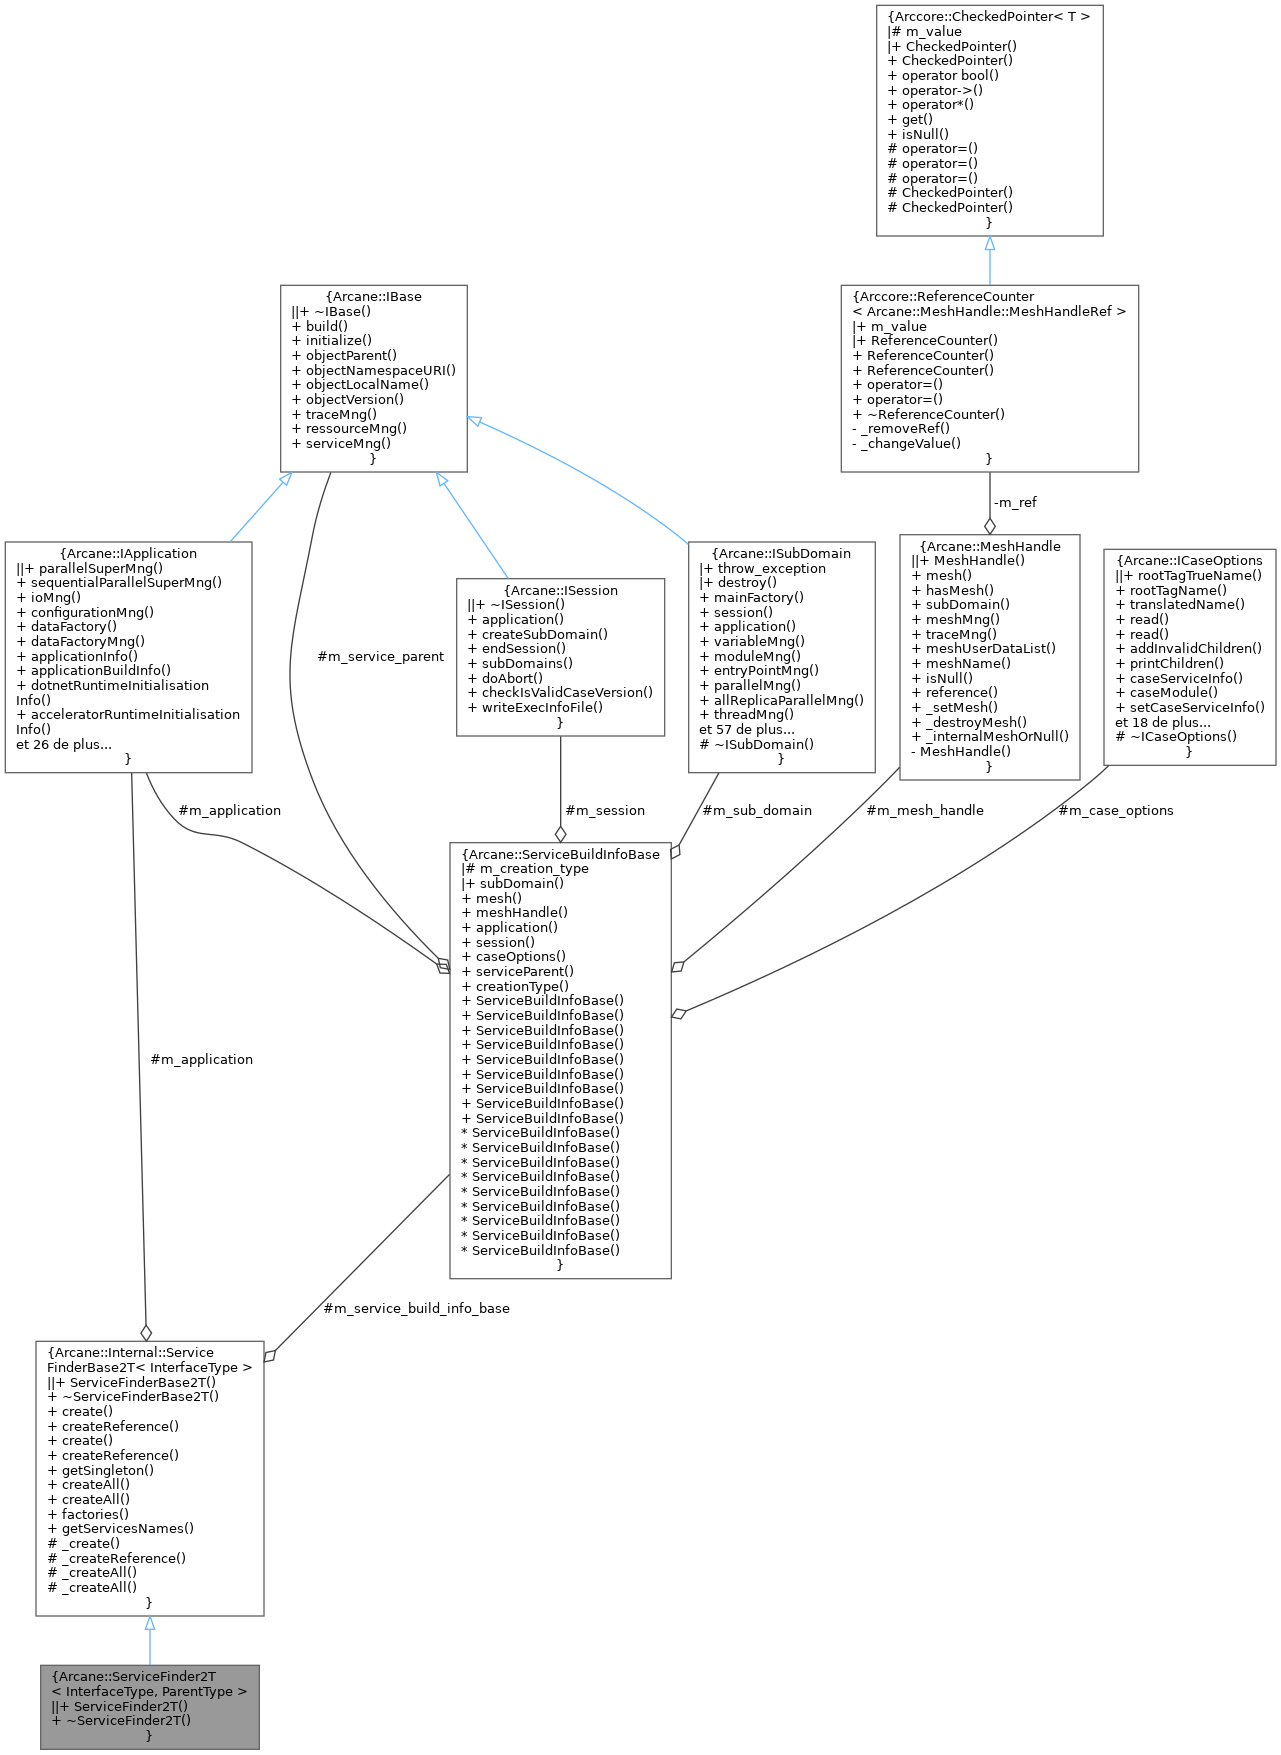 {Arccore::CheckedPointer< T >
|# m_value
|+ CheckedPointer()
+ CheckedPointer()
+ operator bool()
+ operator->()
+ operator*()
+ get()
+ isNull()
# operator=()
# operator=()
# operator=()
# CheckedPointer()
# CheckedPointer()
}
{Arcane::IBase
||+ ~IBase()
+ build()
+ initialize()
+ objectParent()
+ objectNamespaceURI()
+ objectLocalName()
+ objectVersion()
+ traceMng()
+ ressourceMng()
+ serviceMng()
}
{Arccore::ReferenceCounter
< Arcane::MeshHandle::MeshHandleRef >
|+ m_value
|+ ReferenceCounter()
+ ReferenceCounter()
+ ReferenceCounter()
+ operator=()
+ operator=()
+ ~ReferenceCounter()
- _removeRef()
- _changeValue()
}
-m_ref
{Arcane::IApplication
||+ parallelSuperMng()
+ sequentialParallelSuperMng()
+ ioMng()
+ configurationMng()
+ dataFactory()
+ dataFactoryMng()
+ applicationInfo()
+ applicationBuildInfo()
+ dotnetRuntimeInitialisation
Info()
+ acceleratorRuntimeInitialisation
Info()
et 26 de plus...
}
#m_service_parent
{Arcane::ISession
||+ ~ISession()
+ application()
+ createSubDomain()
+ endSession()
+ subDomains()
+ doAbort()
+ checkIsValidCaseVersion()
+ writeExecInfoFile()
}
{Arcane::ISubDomain
|+ throw_exception
|+ destroy()
+ mainFactory()
+ session()
+ application()
+ variableMng()
+ moduleMng()
+ entryPointMng()
+ parallelMng()
+ allReplicaParallelMng()
+ threadMng()
et 57 de plus...
# ~ISubDomain()
}
{Arcane::MeshHandle
||+ MeshHandle()
+ mesh()
+ hasMesh()
+ subDomain()
+ meshMng()
+ traceMng()
+ meshUserDataList()
+ meshName()
+ isNull()
+ reference()
+ _setMesh()
+ _destroyMesh()
+ _internalMeshOrNull()
- MeshHandle()
}
{Arcane::ICaseOptions
||+ rootTagTrueName()
+ rootTagName()
+ translatedName()
+ read()
+ read()
+ addInvalidChildren()
+ printChildren()
+ caseServiceInfo()
+ caseModule()
+ setCaseServiceInfo()
et 18 de plus...
# ~ICaseOptions()
}
#m_application
#m_session
#m_sub_domain
#m_mesh_handle
#m_case_options
{Arcane::ServiceBuildInfoBase
|# m_creation_type
|+ subDomain()
+ mesh()
+ meshHandle()
+ application()
+ session()
+ caseOptions()
+ serviceParent()
+ creationType()
+ ServiceBuildInfoBase()
+ ServiceBuildInfoBase()
+ ServiceBuildInfoBase()
+ ServiceBuildInfoBase()
+ ServiceBuildInfoBase()
+ ServiceBuildInfoBase()
+ ServiceBuildInfoBase()
+ ServiceBuildInfoBase()
+ ServiceBuildInfoBase()
* ServiceBuildInfoBase()
* ServiceBuildInfoBase()
* ServiceBuildInfoBase()
* ServiceBuildInfoBase()
* ServiceBuildInfoBase()
* ServiceBuildInfoBase()
* ServiceBuildInfoBase()
* ServiceBuildInfoBase()
* ServiceBuildInfoBase()
}
#m_application
#m_service_build_info_base
{Arcane::Internal::Service
FinderBase2T< InterfaceType >
||+ ServiceFinderBase2T()
+ ~ServiceFinderBase2T()
+ create()
+ createReference()
+ create()
+ createReference()
+ getSingleton()
+ createAll()
+ createAll()
+ factories()
+ getServicesNames()
# _create()
# _createReference()
# _createAll()
# _createAll()
}
{Arcane::ServiceFinder2T
< InterfaceType, ParentType >
||+ ServiceFinder2T()
+ ~ServiceFinder2T()
}